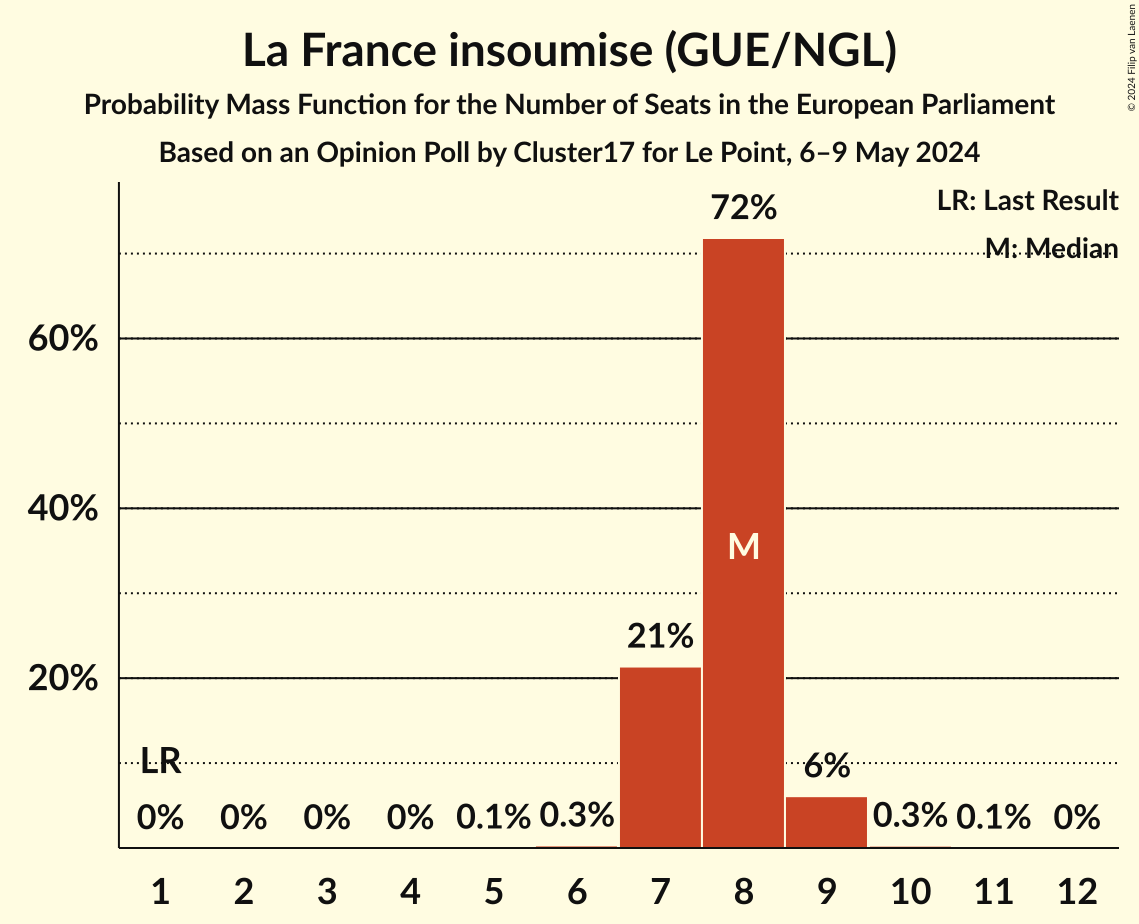 La France insoumise (GUE/NGL)
Probability Mass Function for the Number of Seats in the European Parliament
Based on an Opinion Poll by Cluster17 for Le Point, 6–9 May 2024
© 2024 Filip van Laenen
LR: Last Result
M: Median
60%
40%
20%
LR
0%
0%
0%
0%
0.1%
0.3%
21%
72%
M
6%
0.3%
0.1%
0%
1 2 3 4 5 6 7 8 9 10 11 12